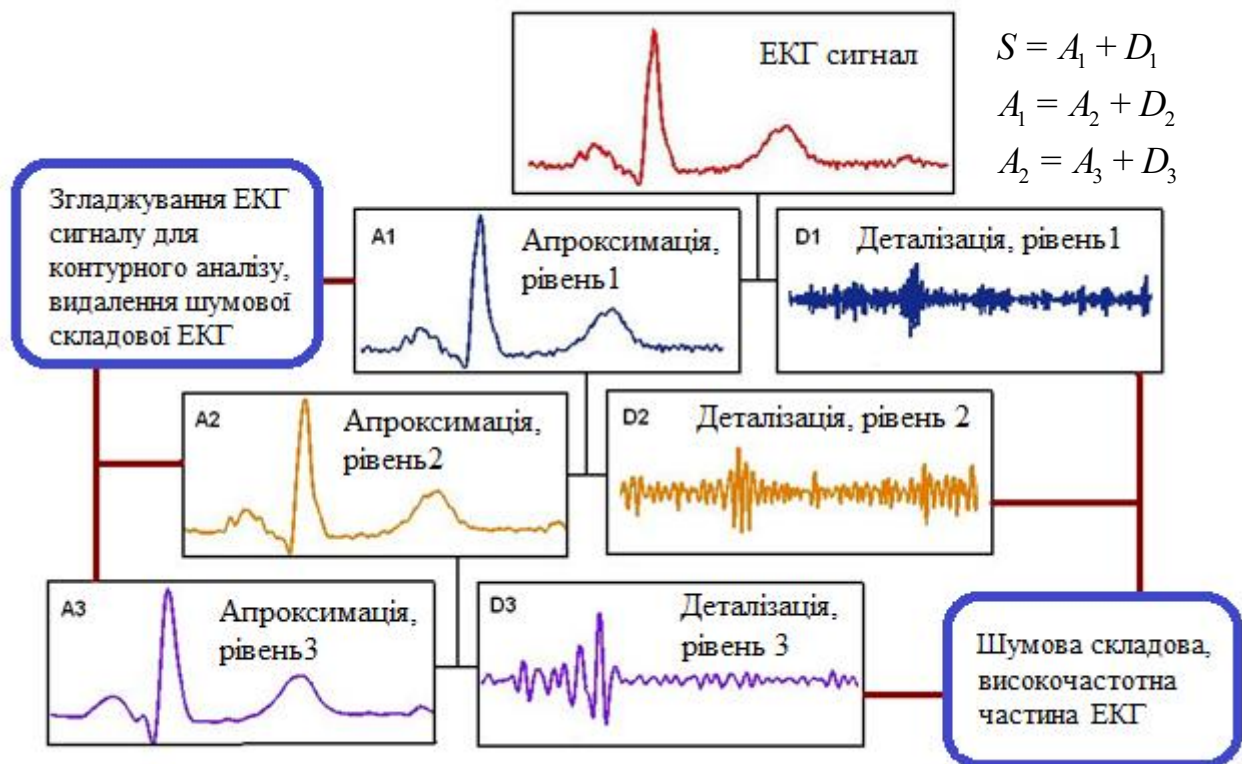 ЕКГ сигнал
S = A₁ + D₁
A₁ = A₂ + D₂
A₂ = A₃ + D₃
Згладжування ЕКГ
сигналу для
контурного аналізу,
видалення шумової
складової ЕКГ
A1
Апроксимація,
рівень1
D1
Деталізація, рівень1
A2
Апроксимація,
рівень2
D2
Деталізація, рівень 2
A3
Апроксимація,
рівень3
D3
Деталізація,
рівень 3
Шумова складова,
високочастотна
частина ЕКГ